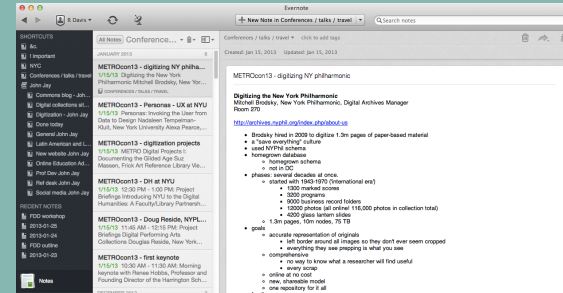 Evernote
R Davis
New Note in Conferences / talks / travel
Search notes
SHORTCUTS
&c.
! important
NYC
Conferences / talks / travel
John Jay
Commons blog - Joh...
Digital collections all...
Digitization - John Jay
Done today
General John Jay
Latin American and L...
New website John Jay
Online Education Ad...
Prof Dev John Jay
Ref desk John Jay
Social media John Jay
RECENT NOTES
FDD workshop
2013-01-25
2013-01-24
FDD outline
2013-01-23
Notes
All Notes Conference...
JANUARY 2013 6
METROcon13 - digitizing NY philha...
1/15/13 Digitizing the New York
Philharmonic Mitchell Brodsky, New Yor...
CONFERENCES / TALKS / TRAVEL
METROcon13 - Personas - UX at NYU
1/15/13 Personas: Invoking the User from
Data to Design Nadaleen Tempelman-
Kluit, New York University Alexa Pearce,...
METROcon13 - digitization projects
1/15/13 METRO Digital Projects I:
Documenting the Gilded Age Suz
Massen, Frick Art Reference Library Vie...
METROcon13 - DH at NYU
1/15/13 12:30 PM - 1:00 PM: Project
Briefings Introducing NYU to the Digital
Humanities: A Faculty/Library Partnersh...
METROcon13 - Doug Reside, NYPL...
1/15/13 11:45 AM - 12:15 PM: Project
Briefings Digital Performing Arts
Collections Douglas Reside, New York...
METROcon13 - first keynote
1/15/13 10:30 AM - 11:30 AM: Morning
keynote with Renee Hobbs, Professor and
Founding Director of the Harrington Sch...
Conferences / talks / travel click to add tags
Created: Jan 15, 2013 Updated: Jan 15, 2013
METROcon13 - digitizing NY philharmonic
Digitizing the New York Philharmonic
Mitchell Brodsky, New York Philharmonic, Digital Archives Manager
Room 270
http://archives.nyphil.org/index.php/about-us
Brodsky hired in 2009 to digitize 1.3m pages of paper-based material
a "save everything" culture
used NYPhil schema
homegrown database
homegrown schema
not in DC
phases: several decades at once.
started with 1943-1970 ('international era')
1300 marked scores
3200 programs
9000 business record folders
12000 photos (all online! 116,000 photos in collection total)
4200 glass lantern slides
1.3m pages, 10m nodes, 75 TB
goals
accurate representation of originals
left border around all images so they don't ever seem cropped
everything they see prepping is what you see
comprehensive
no way to know what a researcher will find useful
every scrap
online at no cost
new, shareable model
one repository for it all